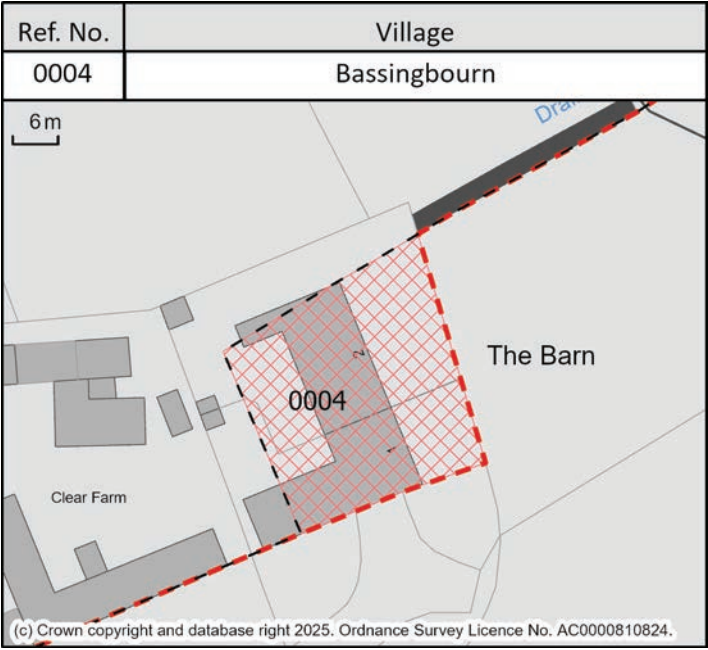 Ref. No. Village
0004 Bassingbourn
6 m
2
The Barn
0004
1
Clear Farm
(c) Crown copyright and database right 2025. Ordnance Survey Licence No. AC0000810824.